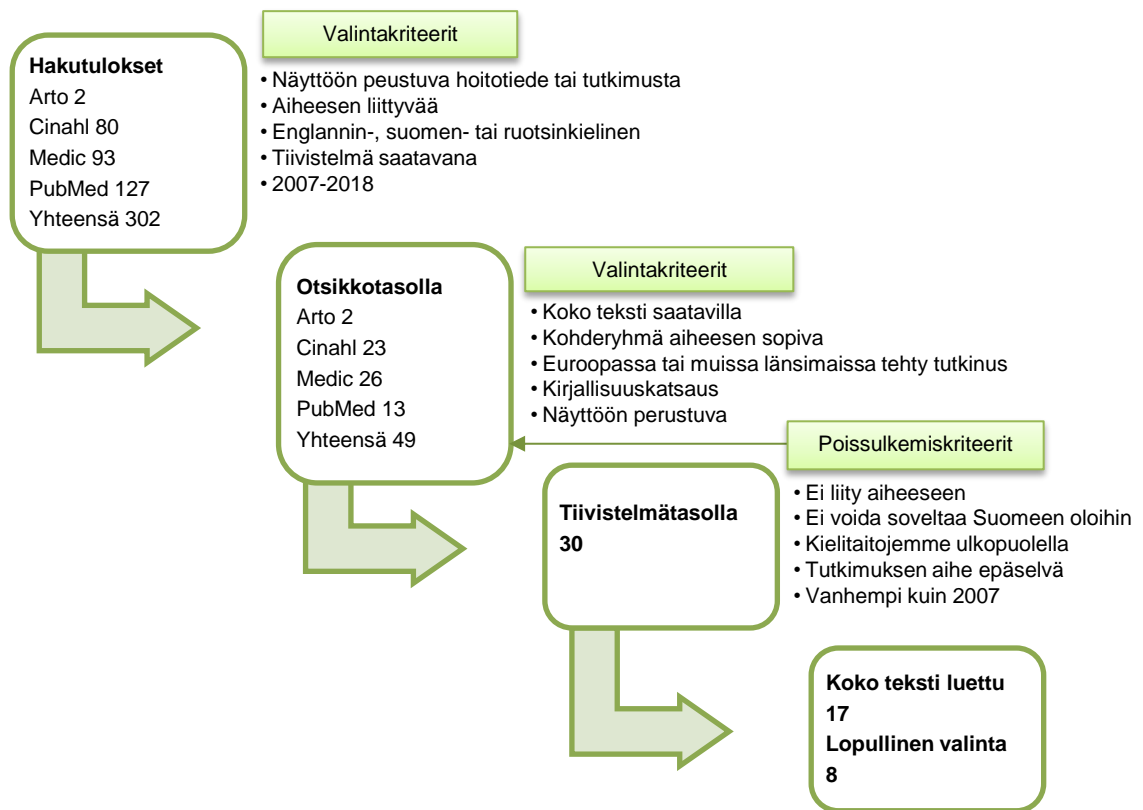 Valintakriteerit
Hakutulokset
Arto 2
Cinahl 80
Medic 93
PubMed 127
Yhteensä 302
• Näyttöön peustuva hoitotiede tai tutkimusta
• Aiheesen liittyvää
• Englannin-, suomen- tai ruotsinkielinen
• Tiivistelmä saatavana
• 2007-2018
Valintakriteerit
Otsikkotasolla
Arto 2
Cinahl 23
Medic 26
PubMed 13
Yhteensä 49
• Koko teksti saatavilla
• Kohderyhmä aiheesen sopiva
• Euroopassa tai muissa länsimaissa tehty tutkinus
• Kirjallisuuskatsaus
• Näyttöön perustuva
Poissulkemiskriteerit
Tiivistelmätasolla
30
• Ei liity aiheeseen
• Ei voida soveltaa Suomeen oloihin
• Kielitaitojemme ulkopuolella
• Tutkimuksen aihe epäselvä
• Vanhempi kuin 2007
Koko teksti luettu
17
Lopullinen valinta
8